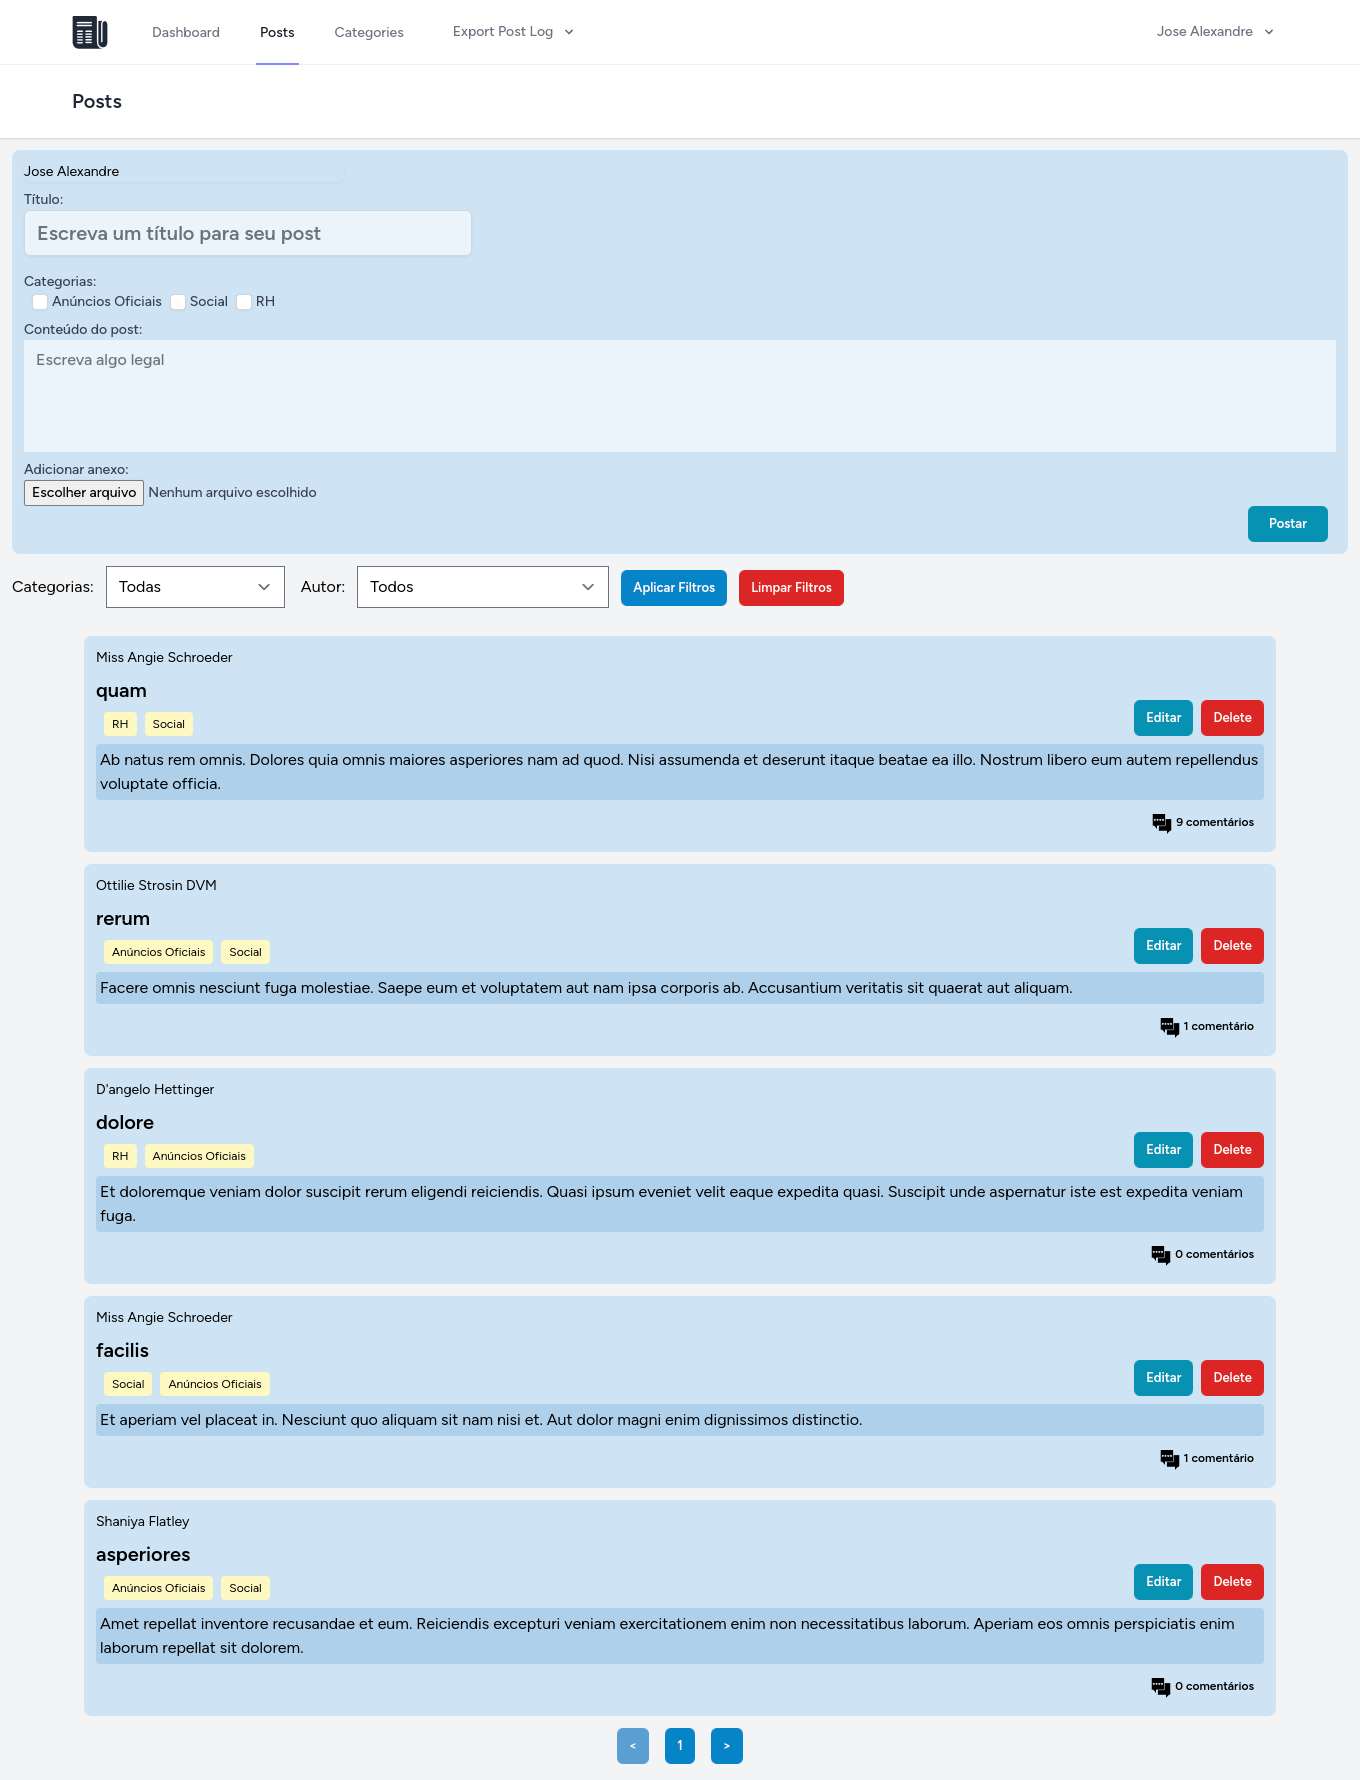 Dashboard Posts Categories Export Post Log Jose Alexandre
Posts
Jose Alexandre
Título:
Escreva um título para seu post
Categorias:
Anúncios Oficiais Social RH
Conteúdo do post:
Escreva algo legal
Adicionar anexo:
Escolher arquivo Nenhum arquivo escolhido
Postar
Categorias: Todas Autor: Todos Aplicar Filtros Limpar Filtros
Miss Angie Schroeder
quam
RH Social Editar Delete
Ab natus rem omnis. Dolores quia omnis maiores asperiores nam ad quod. Nisi assumenda et deserunt itaque beatae ea illo. Nostrum libero eum autem repellendus
voluptate officia.
9 comentários
Ottilie Strosin DVM
rerum
Anúncios Oficiais Social Editar Delete
Facere omnis nesciunt fuga molestiae. Saepe eum et voluptatem aut nam ipsa corporis ab. Accusantium veritatis sit quaerat aut aliquam.
1 comentário
D'angelo Hettinger
dolore
RH Anúncios Oficiais Editar Delete
Et doloremque veniam dolor suscipit rerum eligendi reiciendis. Quasi ipsum eveniet velit eaque expedita quasi. Suscipit unde aspernatur iste est expedita veniam
fuga.
0 comentários
Miss Angie Schroeder
facilis
Social Anúncios Oficiais Editar Delete
Et aperiam vel placeat in. Nesciunt quo aliquam sit nam nisi et. Aut dolor magni enim dignissimos distinctio.
1 comentário
Shaniya Flatley
asperiores
Anúncios Oficiais Social Editar Delete
Amet repellat inventore recusandae et eum. Reiciendis excepturi veniam exercitationem enim non necessitatibus laborum. Aperiam eos omnis perspiciatis enim
laborum repellat sit dolorem.
0 comentários
< 1 >